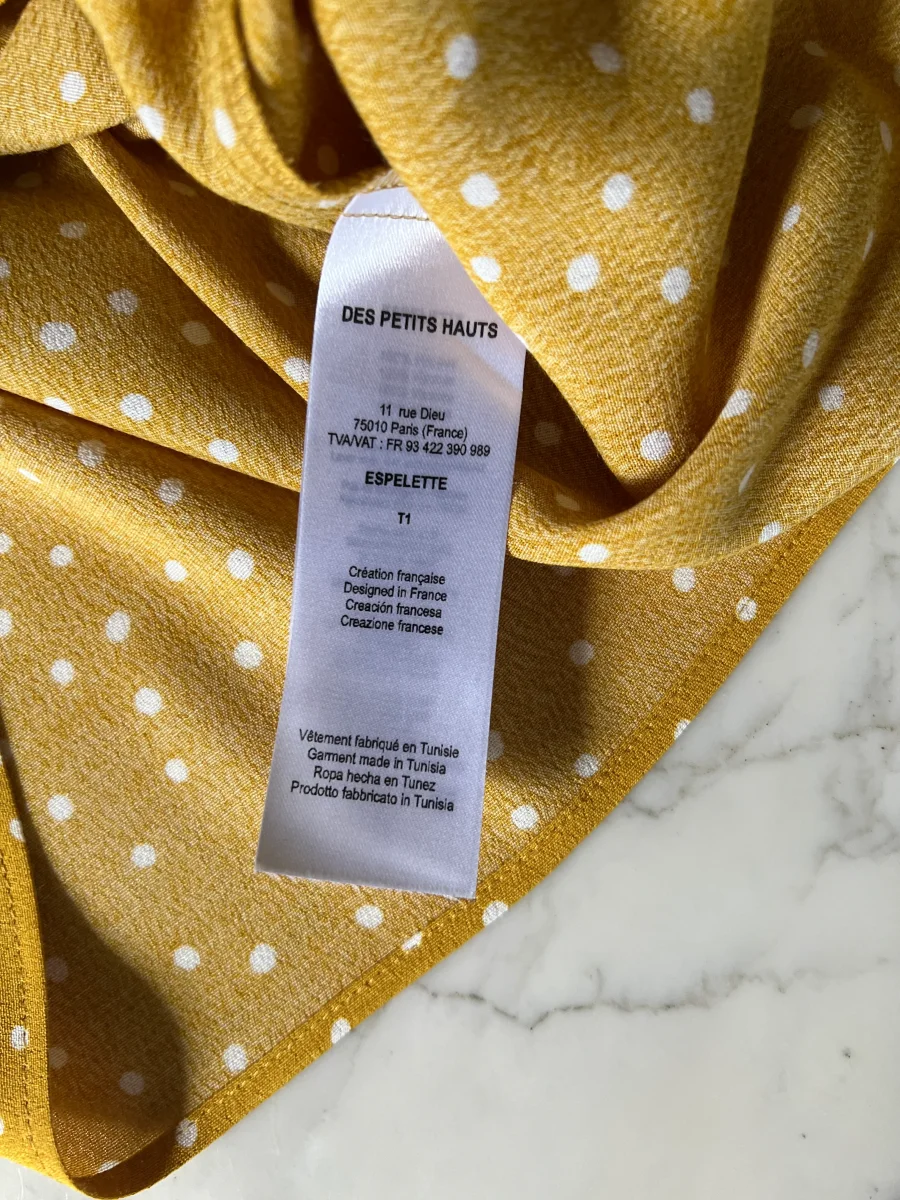 DES PETITS HAUTS
11 rue Dieu
75010 Paris (France)
TVA/VAT : FR 93 422 390 989
ESPELETTE
T1
Création française
Designed in France
Creación francesa
Creazione francese
Vêtement fabriqué en Tunisie
Garment made in Tunisia
Ropa hecha en Tunez
Prodotto fabbricato in Tunisia